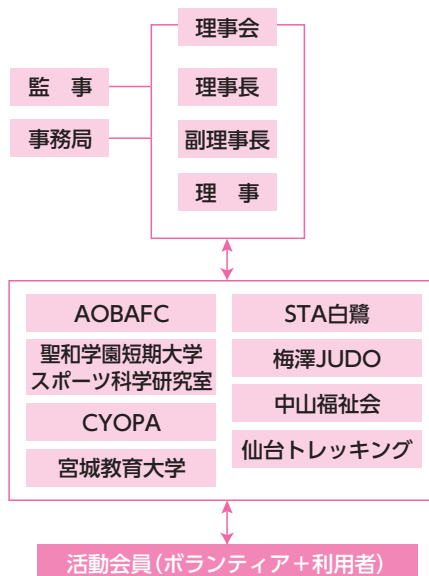 理事会
監 事
理事長
事務局
副理事長
理 事
AOBAFC
STA白鷺
聖和学園短期大学
スポーツ科学研究室
梅澤JUDO
CYOPA
中山福祉会
宮城教育大学
仙台トレッキング
活動会員(ボランティア+利用者)